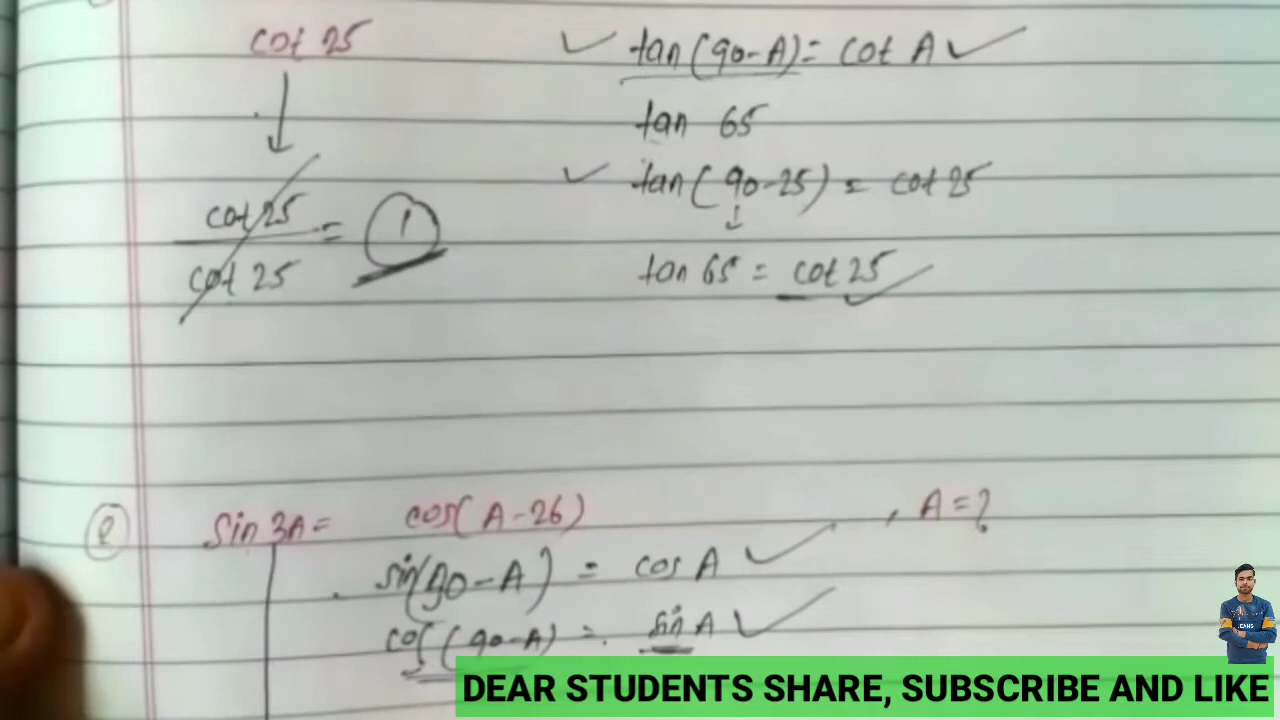 cot 25
tan(90-A) = cot A
tan 65
tan(90-25) = cot 25
cot 25
cot 25
= 1
tan 65 = cot 25
2
sin 3A = cos(A-26) , A = ?
sin(90-A) = cos A
cos(90-A) = sin A
DEAR STUDENTS SHARE, SUBSCRIBE AND LIKE